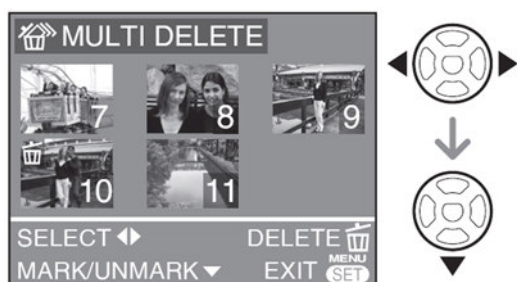 MULTI DELETE
7 8 9
10 11
SELECT DELETE
MARK/UNMARK EXIT MENU SET